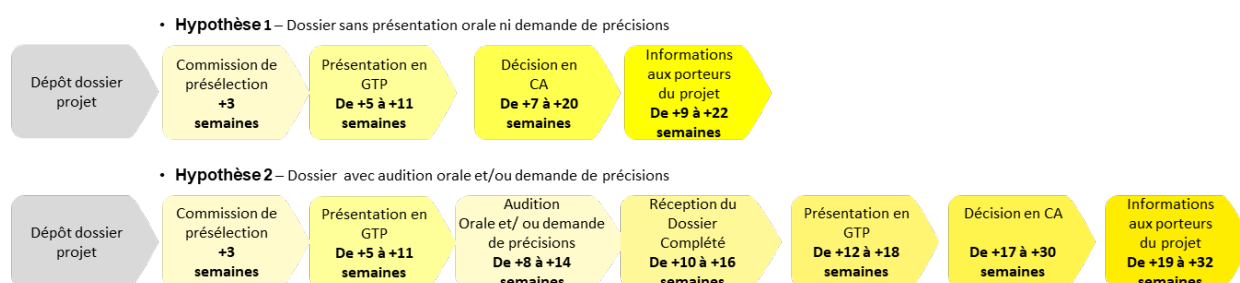 • Hypothèse 1 – Dossier sans présentation orale ni demande de précisions
Dépôt dossier
projet
Commission de
présélection
+3
semaines
Présentation en
GTP
De +5 à +11
semaines
Décision en
CA
De +7 à +20
semaines
Informations
aux porteurs
du projet
De +9 à +22
semaines
• Hypothèse 2 – Dossier avec audition orale et/ou demande de précisions
Dépôt dossier
projet
Commission de
présélection
+3
semaines
Présentation en
GTP
De +5 à +11
semaines
Audition
Orale et/ ou demande
de précisions
De +8 à +14
semaines
Réception du
Dossier
Complété
De +10 à +16
semaines
Présentation en
GTP
De +12 à +18
semaines
Décision en CA
De +17 à +30
semaines
Informations
aux porteurs
du projet
De +19 à +32
semaines